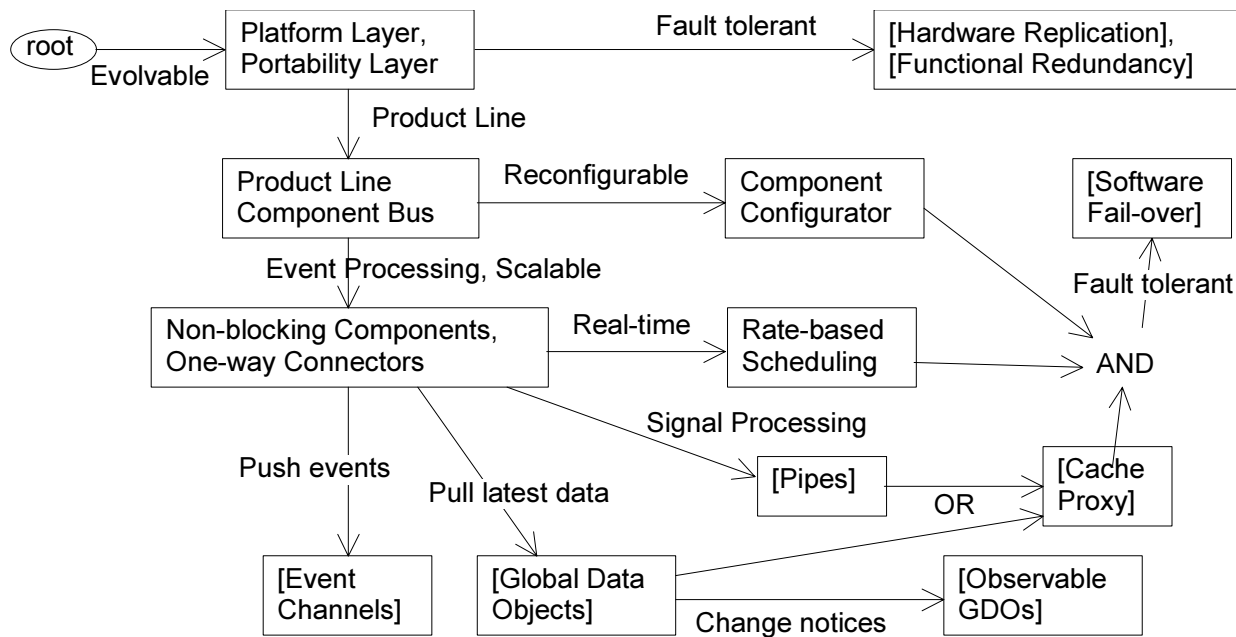 root
Evolvable
Platform Layer,
Portability Layer
Fault tolerant
[Hardware Replication],
[Functional Redundancy]
Product Line
Product Line
Component Bus
Reconfigurable
Component
Configurator
[Software
Fail-over]
Event Processing, Scalable
Fault tolerant
Non-blocking Components,
One-way Connectors
Real-time
Rate-based
Scheduling
AND
Signal Processing
Push events
Pull latest data
[Pipes]
OR
[Cache
Proxy]
[Event
Channels]
[Global Data
Objects]
Change notices
[Observable
GDOs]